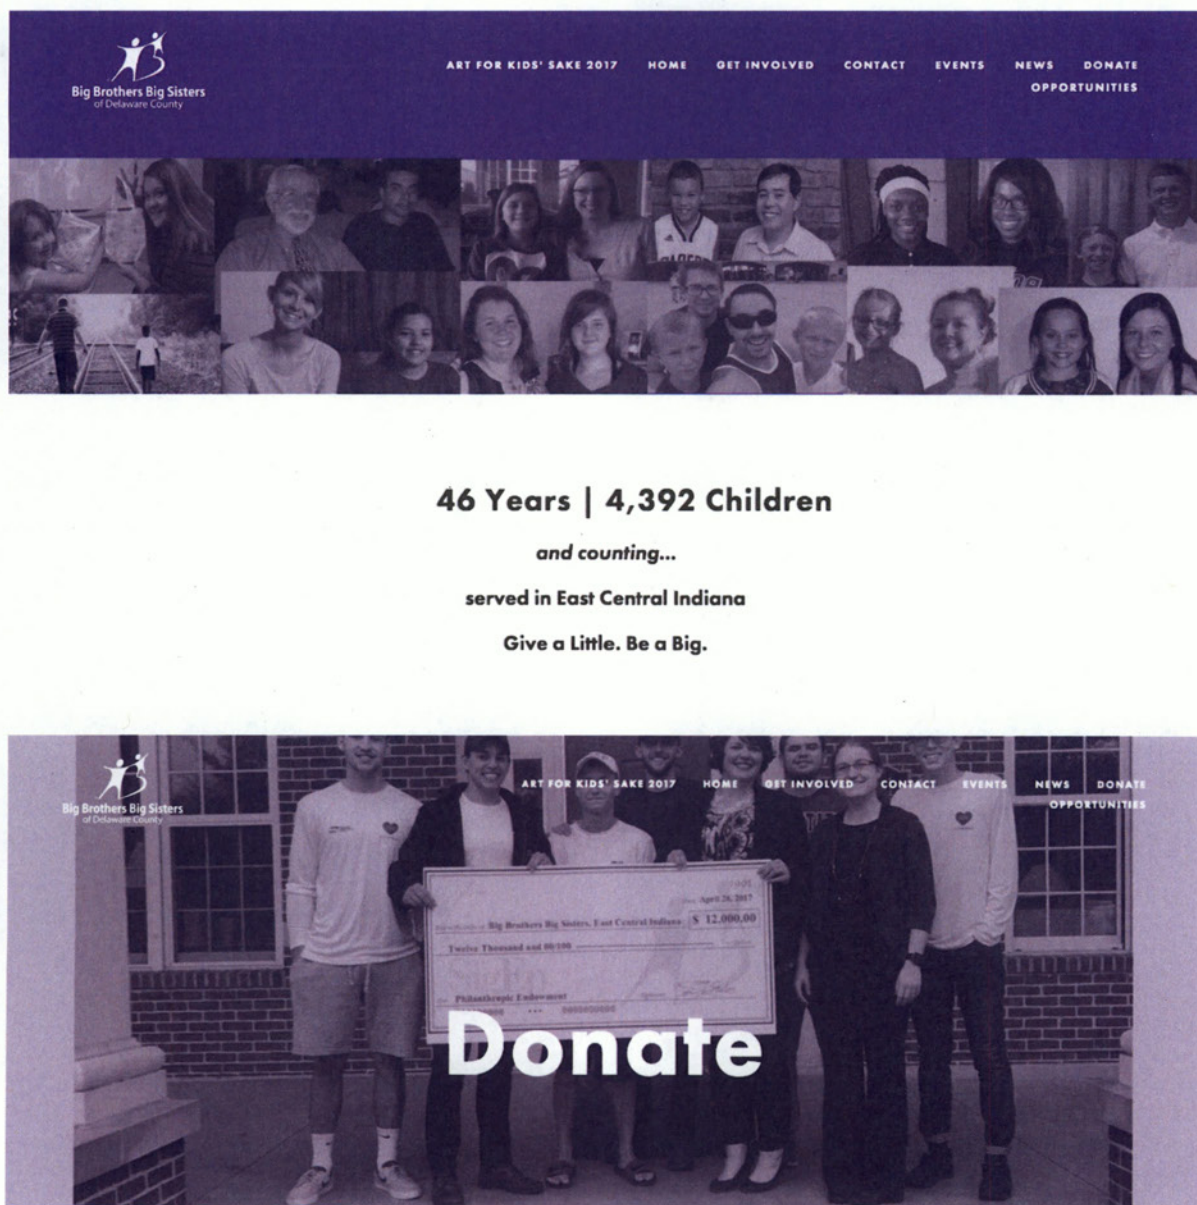 Big Brothers Big Sisters
of Delaware County
ART FOR KIDS' SAKE 2017 HOME GET INVOLVED CONTACT EVENTS NEWS DONATE
OPPORTUNITIES
46 Years | 4,392 Children
and counting...
served in East Central Indiana
Give a Little. Be a Big.
Big Brothers Big Sisters
of Delaware County
ART FOR KIDS' SAKE 2017 HOME GET INVOLVED CONTACT EVENTS NEWS DONATE
OPPORTUNITIES
April 26, 2017
Big Brothers Big Sisters, East Central Indiana $ 12,000.00
Twelve Thousand and 00/100
Philanthropic Endowment
Donate